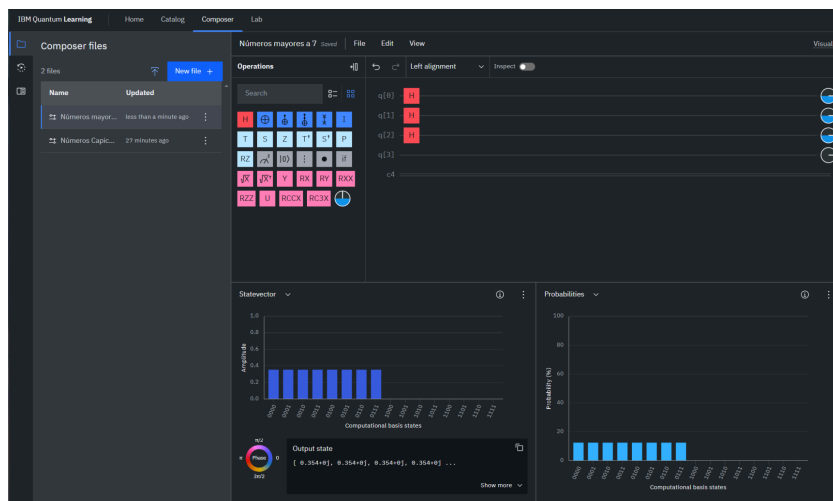 IBM Quantum Learning Home Catalog Composer Lab
Composer files
2 files
New file +
Name Updated
Números mayor... less than a minute ago
Números Capic... 27 minutes ago
Números mayores a 7 Saved File Edit View
Visual
Operations
Left alignment
Inspect
Search
H
T S Z T† S† P
RZ |0⟩ if
√X √X† Y RX RY RXX
RZZ U RCCX RC3X
q[0] H
q[1] H
q[2] H
q[3]
c4
Statevector
1.0
0.8
0.6
0.4
0.2
0.0
Amplitude
0000 0001 0010 0011 0100 0101 0110 0111 1000 1001 1010 1011 1100 1101 1110 1111
Computational basis states
π/2
π Phase 0
3π/2
Output state
[ 0.354+0j, 0.354+0j, 0.354+0j, 0.354+0j ...
Show more
Probabilities
100
80
60
40
20
0
Probability (%)
0000 0001 0010 0011 0100 0101 0110 0111 1000 1001 1010 1011 1100 1101 1110 1111
Computational basis states